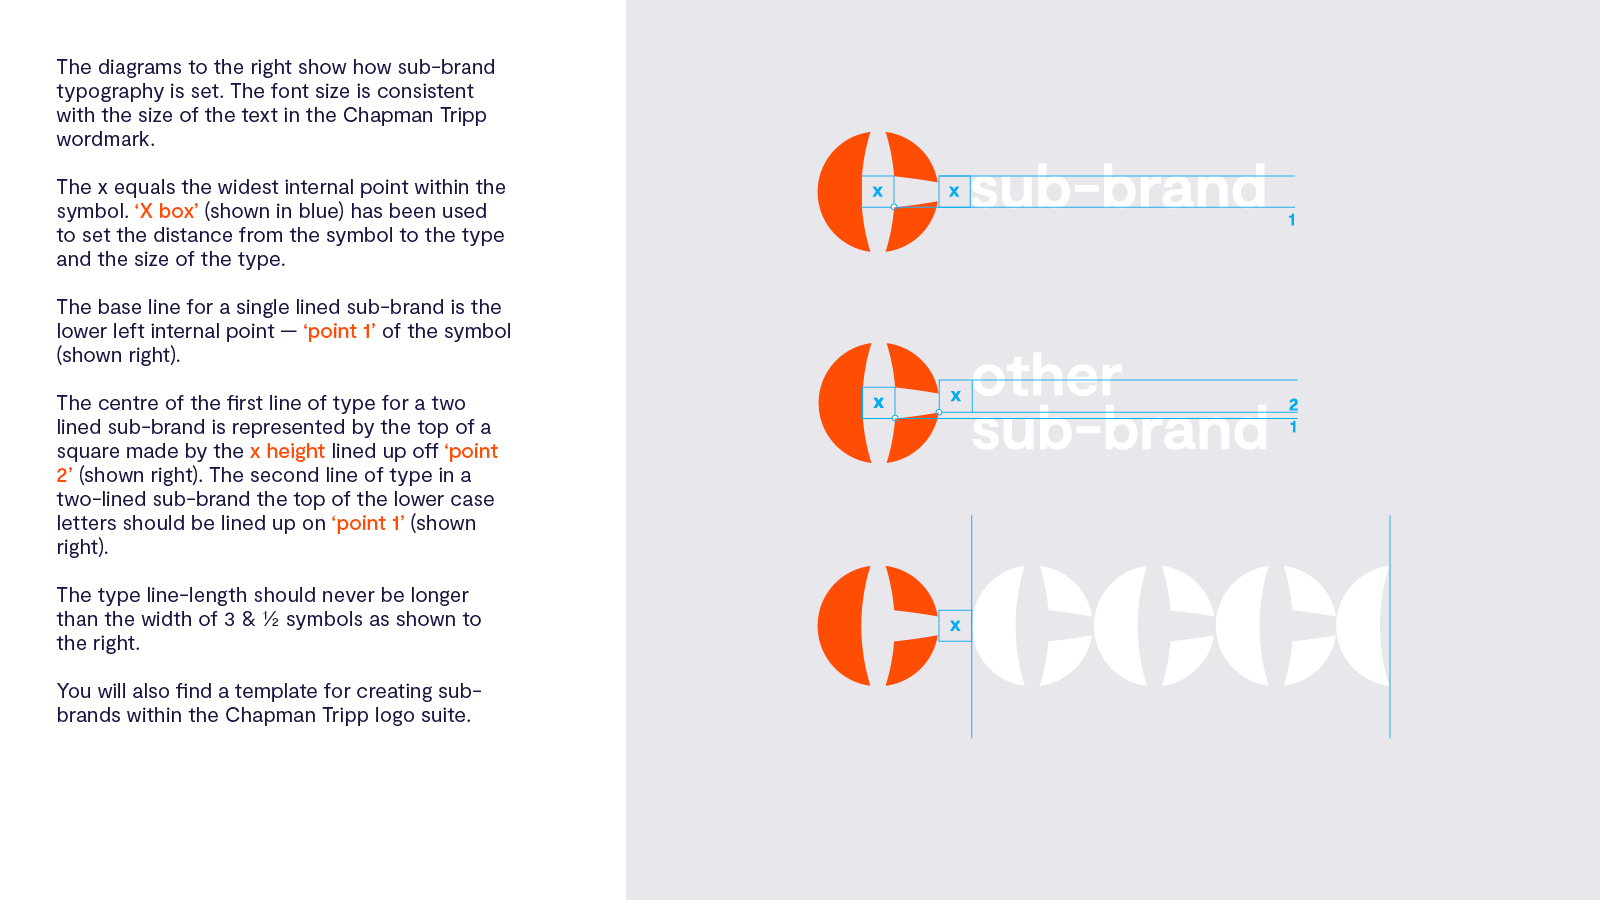 The diagrams to the right show how sub-brand
typography is set. The font size is consistent
with the size of the text in the Chapman Tripp
wordmark.
The x equals the widest internal point within the
symbol. ‘X box’ (shown in blue) has been used
to set the distance from the symbol to the type
and the size of the type.
The base line for a single lined sub-brand is the
lower left internal point — ‘point 1’ of the symbol
(shown right).
The centre of the first line of type for a two
lined sub-brand is represented by the top of a
square made by the x height lined up off ‘point
2’ (shown right). The second line of type in a
two-lined sub-brand the top of the lower case
letters should be lined up on ‘point 1’ (shown
right).
The type line-length should never be longer
than the width of 3 & ½ symbols as shown to
the right.
You will also find a template for creating sub-
brands within the Chapman Tripp logo suite.
x x sub-brand
1
other
x x
2
1
sub-brand
x